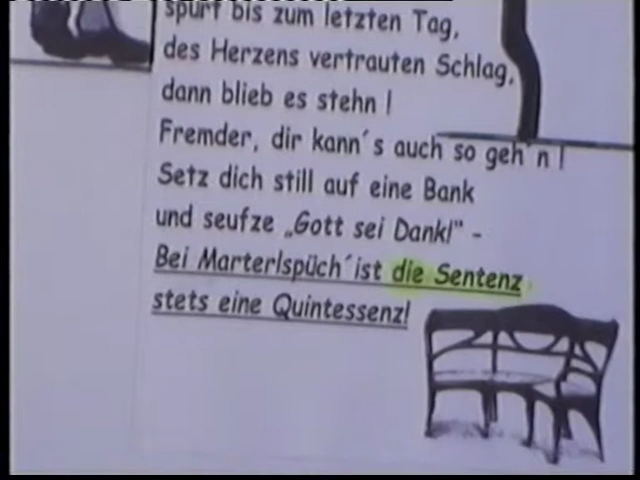 spürt bis zum letzten Tag,
des Herzens vertrauten Schlag,
dann blieb es stehn !
Fremder, dir kann´s auch so geh´n !
Setz dich still auf eine Bank
und seufze „Gott sei Dank!" -
Bei Marterlspüch´ist die Sentenz
stets eine Quintessenz!